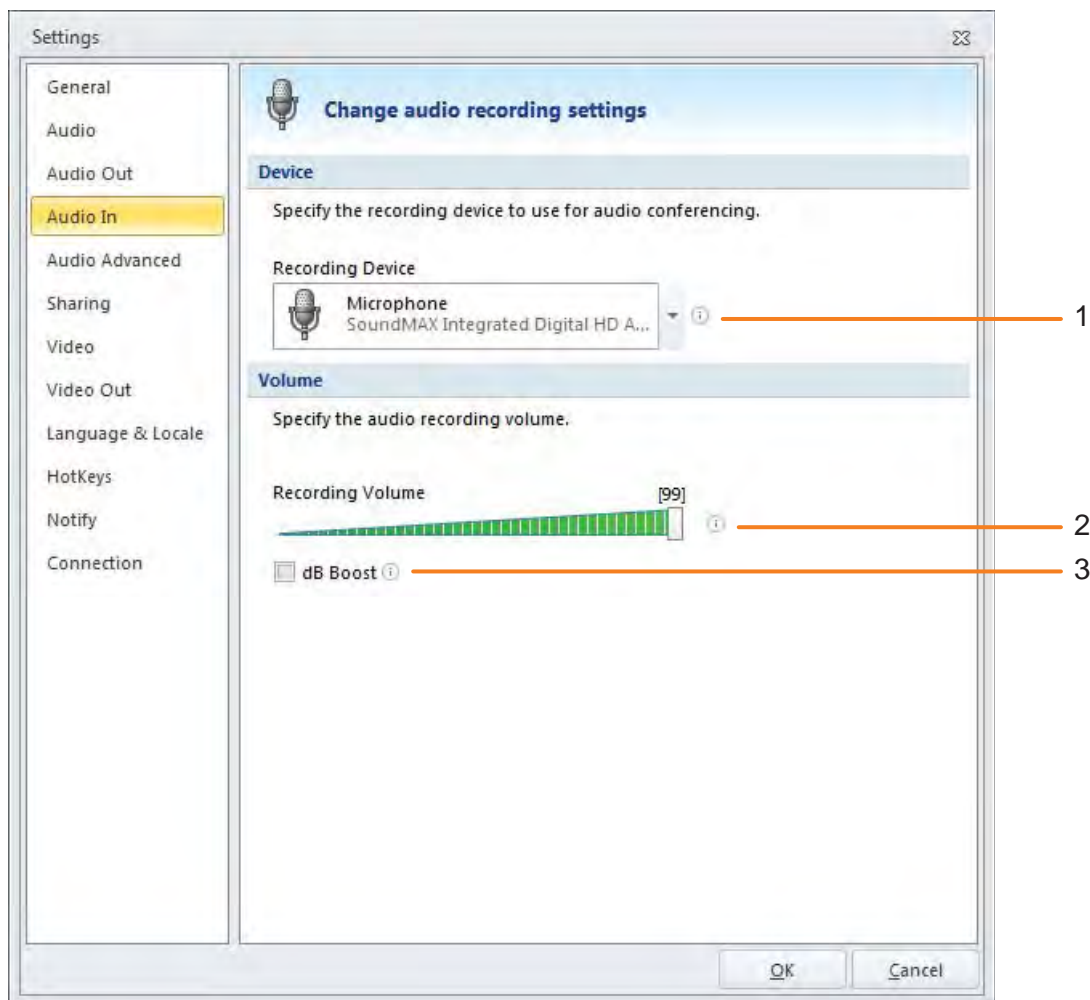 Settings
General
Audio
Audio Out
Audio In
Audio Advanced
Sharing
Video
Video Out
Language & Locale
HotKeys
Notify
Connection
Change audio recording settings
Device
Specify the recording device to use for audio conferencing.
Recording Device
Microphone
SoundMAX Integrated Digital HD A...
1
Volume
Specify the audio recording volume.
Recording Volume [99]
2
dB Boost
3
OK Cancel